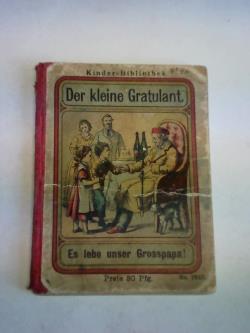 Kinder-Bibliothek
Der kleine Gratulant.
Es lebe unser Grosspapa!
Preis 30 Pfg.